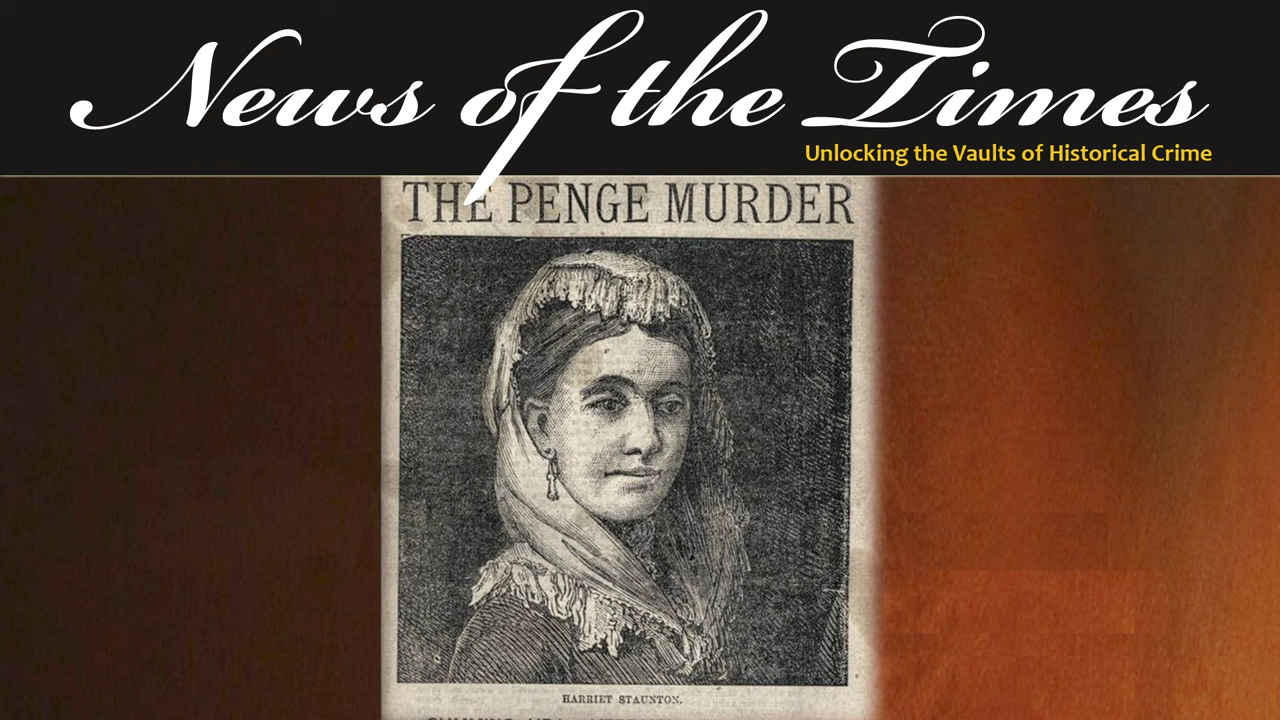 News of the Times
Unlocking the Vaults of Historical Crime
THE PENGE MURDER
HARRIET STAUNTON.